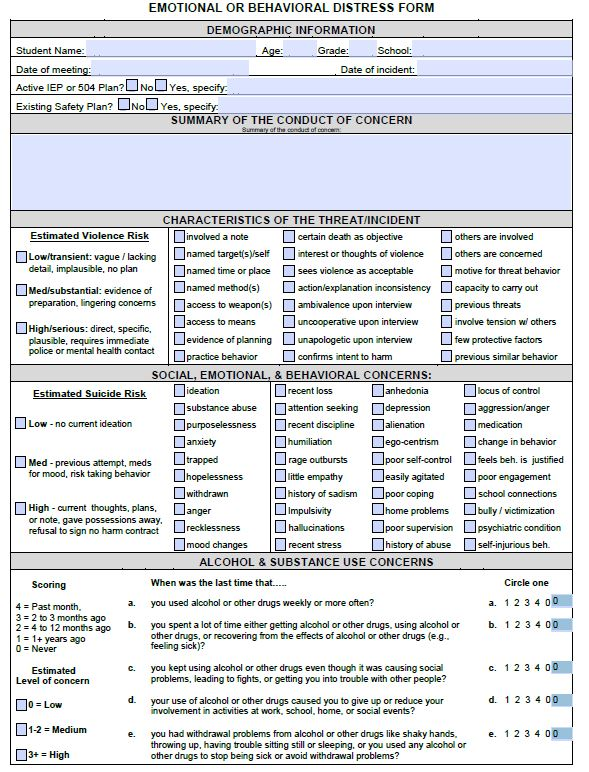 EMOTIONAL OR BEHAVIORAL DISTRESS FORM
DEMOGRAPHIC INFORMATION
Student Name: Age: Grade: School:
Date of meeting: Date of incident:
Active IEP or 504 Plan? No Yes, specify:
Existing Safety Plan? No Yes, specify:
SUMMARY OF THE CONDUCT OF CONCERN
Summary of the conduct of concern:
CHARACTERISTICS OF THE THREAT/INCIDENT
Estimated Violence Risk
Low/transient: vague / lacking
detail, implausible, no plan
Med/substantial: evidence of
preparation, lingering concerns
High/serious: direct, specific,
plausible, requires immediate
police or mental health contact
involved a note
named target(s)/self
named time or place
named method(s)
access to weapon(s)
access to means
evidence of planning
practice behavior
certain death as objective
interest or thoughts of violence
sees violence as acceptable
action/explanation inconsistency
ambivalence upon interview
uncooperative upon interview
unapologetic upon interview
confirms intent to harm
others are involved
others are concerned
motive for threat behavior
capacity to carry out
previous threats
involve tension w/ others
few protective factors
previous similar behavior
SOCIAL, EMOTIONAL, & BEHAVIORAL CONCERNS:
Estimated Suicide Risk
Low - no current ideation
Med - previous attempt, meds
for mood, risk taking behavior
High - current thoughts, plans,
or note, gave possessions away,
refusal to sign no harm contract
ideation
substance abuse
purposelessness
anxiety
trapped
hopelessness
withdrawn
anger
recklessness
mood changes
recent loss
attention seeking
recent discipline
humiliation
rage outbursts
little empathy
history of sadism
Impulsivity
hallucinations
recent stress
anhedonia
depression
alienation
ego-centrism
poor self-control
easily agitated
poor coping
home problems
poor supervision
history of abuse
locus of control
aggression/anger
medication
change in behavior
feels beh. is justified
poor engagement
school connections
bully / victimization
psychiatric condition
self-injurious beh.
ALCOHOL & SUBSTANCE USE CONCERNS
Scoring
4 = Past month,
3 = 2 to 3 months ago
2 = 4 to 12 months ago
1 = 1+ years ago
0 = Never
Estimated
Level of concern
0 = Low
1-2 = Medium
3+ = High
When was the last time that.....
Circle one
a. you used alcohol or other drugs weekly or more often? a. 1 2 3 4 0 0
b. you spent a lot of time either getting alcohol or other drugs, using alcohol or b. 1 2 3 4 0 0
other drugs, or recovering from the effects of alcohol or other drugs (e.g.,
feeling sick)?
c. you kept using alcohol or other drugs even though it was causing social c. 1 2 3 4 0 0
problems, leading to fights, or getting you into trouble with other people?
d. your use of alcohol or other drugs caused you to give up or reduce your d. 1 2 3 4 0 0
involvement in activities at work, school, home, or social events?
e. you had withdrawal problems from alcohol or other drugs like shaky hands, e. 1 2 3 4 0 0
throwing up, having trouble sitting still or sleeping, or you used any alcohol or
other drugs to stop being sick or avoid withdrawal problems?